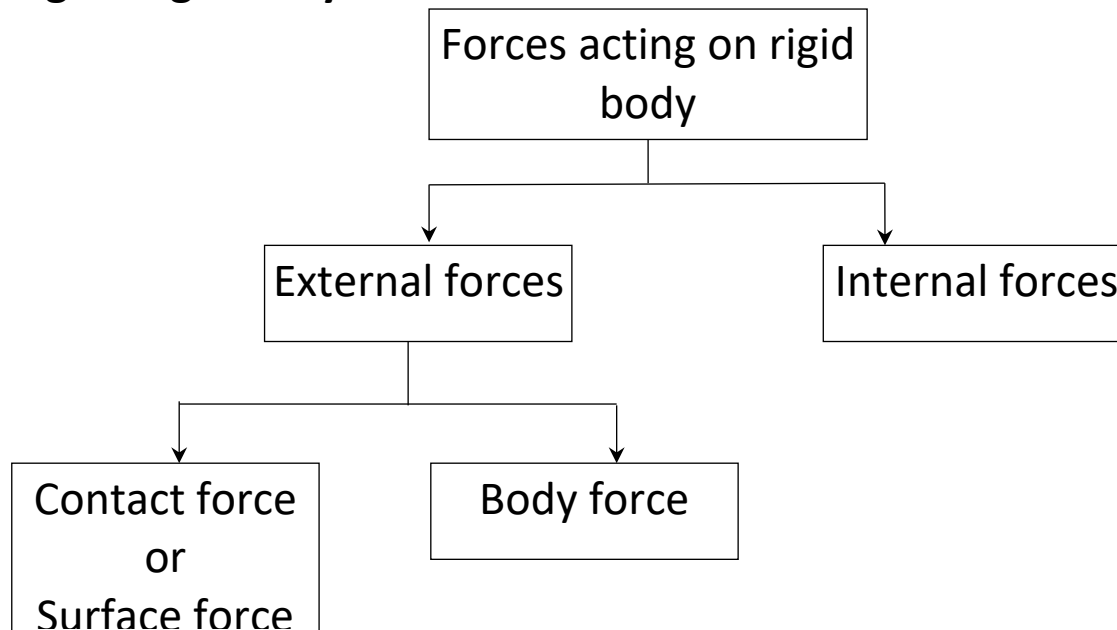 Forces acting on rigid
body
External forces
Internal forces
Contact force
or
Surface force
Body force